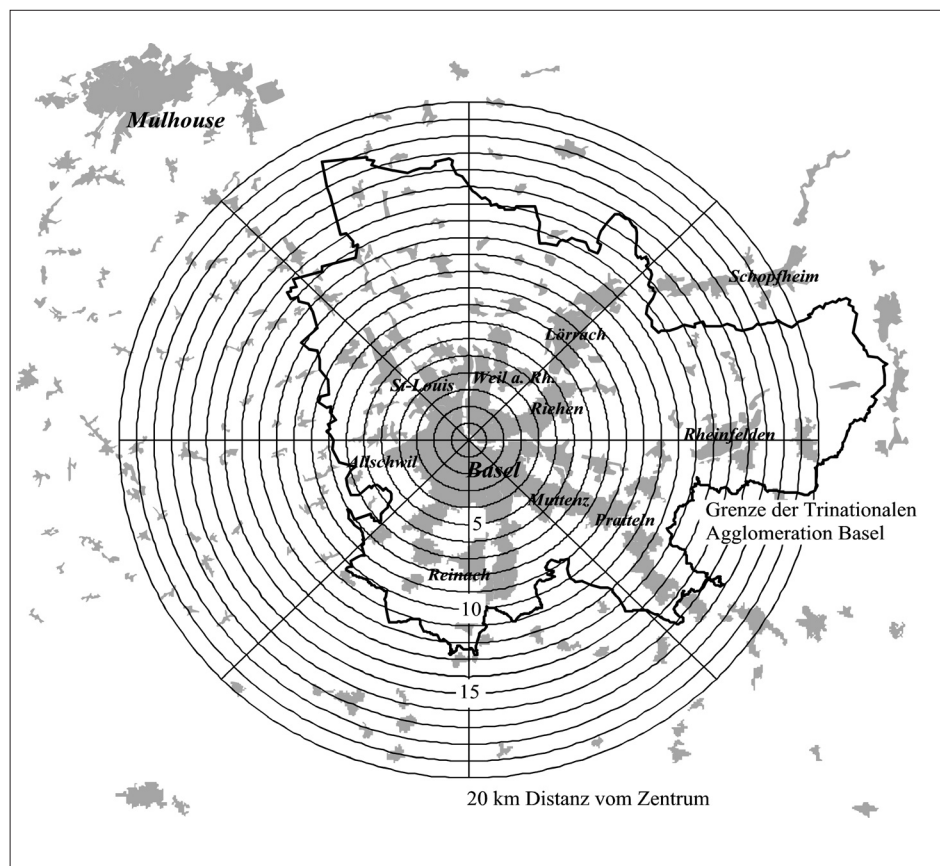 Mulhouse
Schopfheim
Lörrach
St-Louis
Weil a. Rh.
Riehen
Rheinfelden
Allschwil
Basel
Muttenz
Pratteln
Grenze der Trinationalen
Agglomeration Basel
5
Reinach
10
15
20 km Distanz vom Zentrum